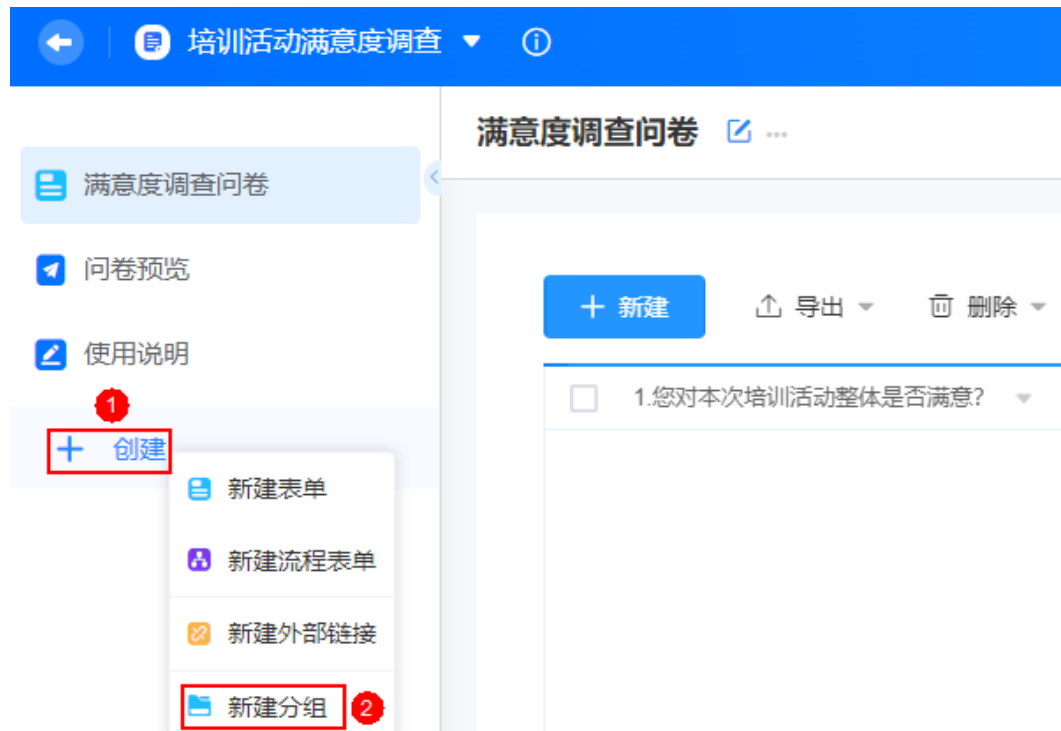 培训活动满意度调查
满意度调查问卷 ...
满意度调查问卷
问卷预览
使用说明
1
+ 创建
新建表单
新建流程表单
新建外部链接
新建分组 2
+ 新建 导出 删除
1.您对本次培训活动整体是否满意?